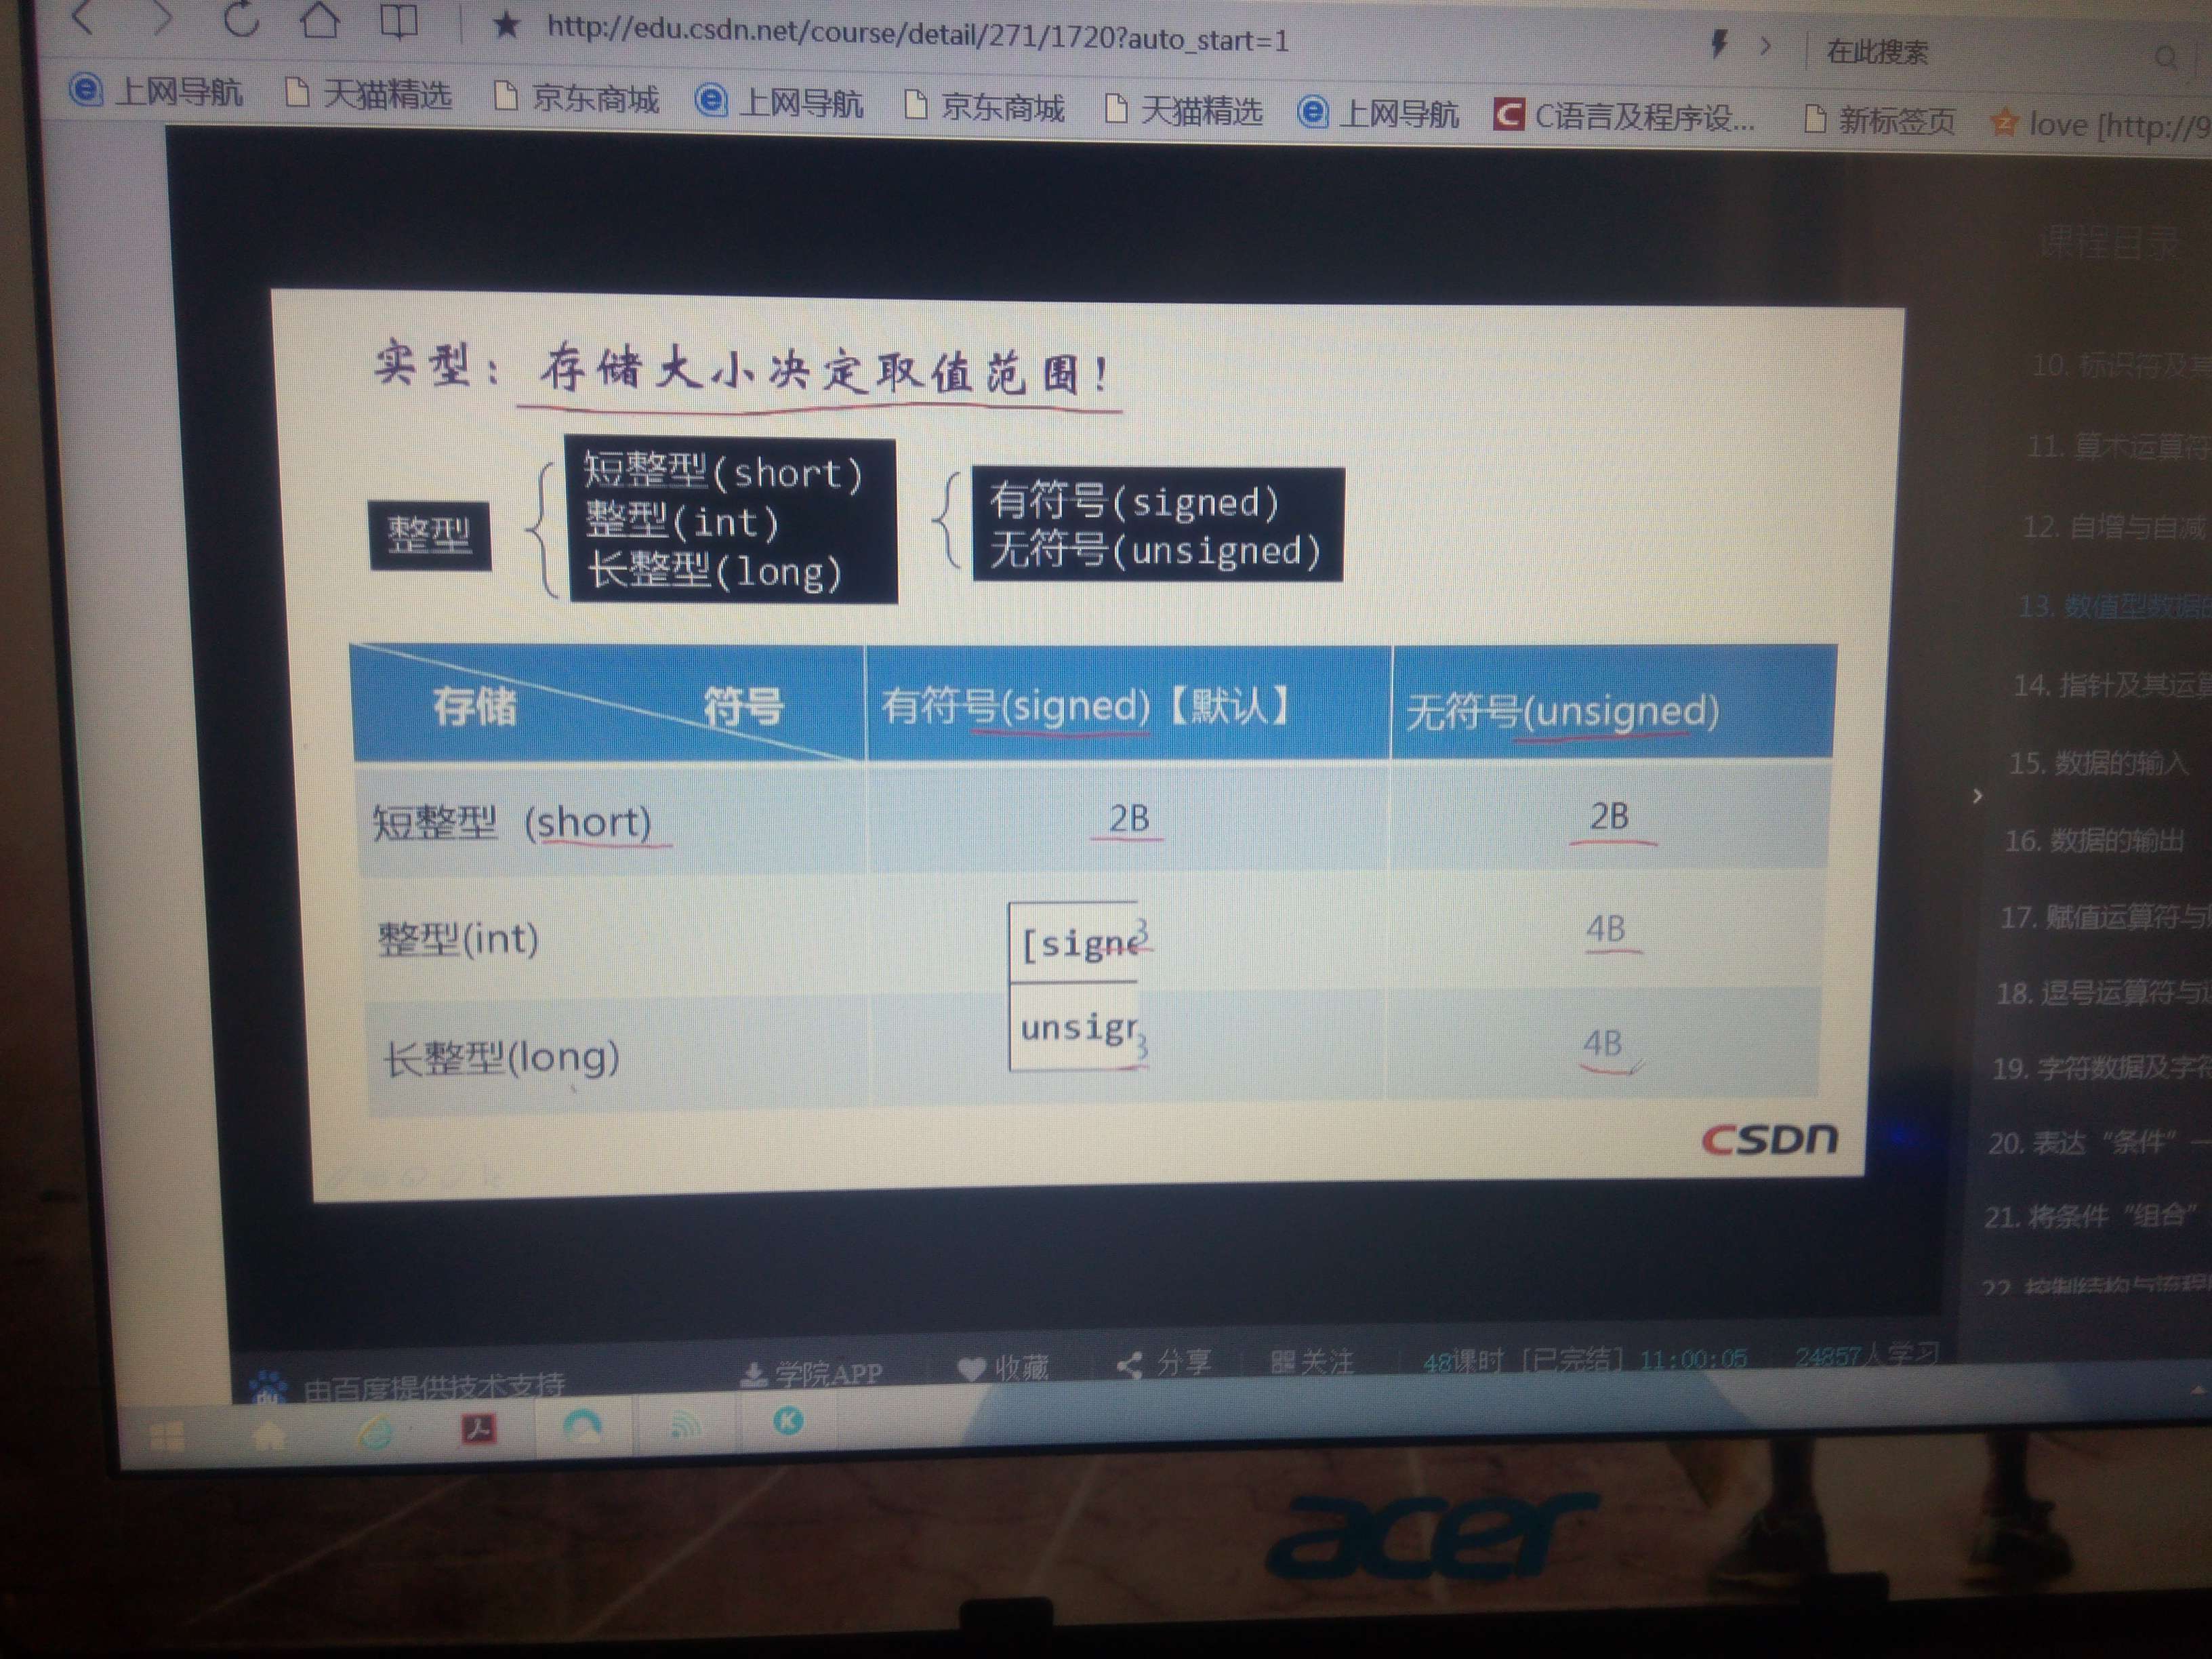 http://edu.csdn.net/course/detail/271/1720?auto_start=1
在此搜索
上网导航 天猫精选 京东商城 上网导航 京东商城 天猫精选 上网导航 C语言及程序设... 新标签页 love [http://9
课程目录
实型：存储大小决定取值范围！
整型
短整型(short)
整型(int)
长整型(long)
有符号(signed)
无符号(unsigned)
存储 符号 有符号(signed)【默认】 无符号(unsigned)
短整型 (short) 2B 2B
整型(int) [signe 4B
长整型(long) unsigr 4B
CSDN
10. 标识符及其
11. 算术运算符
12. 自增与自减
13. 数值型数据的
14. 指针及其运算
15. 数据的输入
16. 数据的输出
17. 赋值运算符与
18. 逗号运算符与
19. 字符数据及字符
20. 表达“条件”—
21. 将条件“组合”
22. 控制结构与流程
由百度提供技术支持 学院APP 收藏 分享 关注 48课时 [已完结] 11:00:05 24857人学习
acer